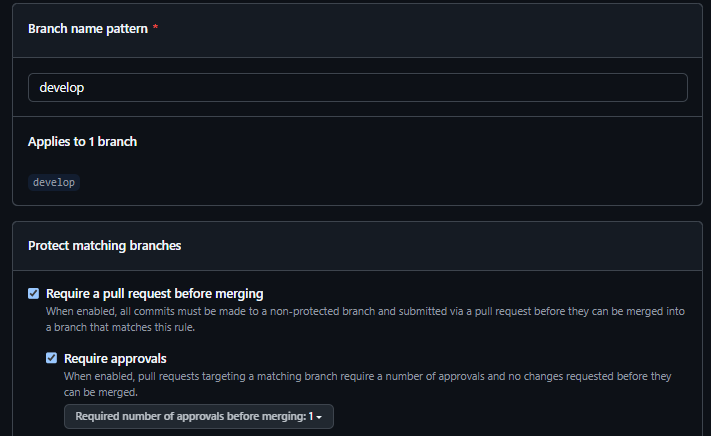 Branch name pattern *
develop
Applies to 1 branch
develop
Protect matching branches
Require a pull request before merging
When enabled, all commits must be made to a non-protected branch and submitted via a pull request before they can be merged into
a branch that matches this rule.
Require approvals
When enabled, pull requests targeting a matching branch require a number of approvals and no changes requested before they
can be merged.
Required number of approvals before merging: 1